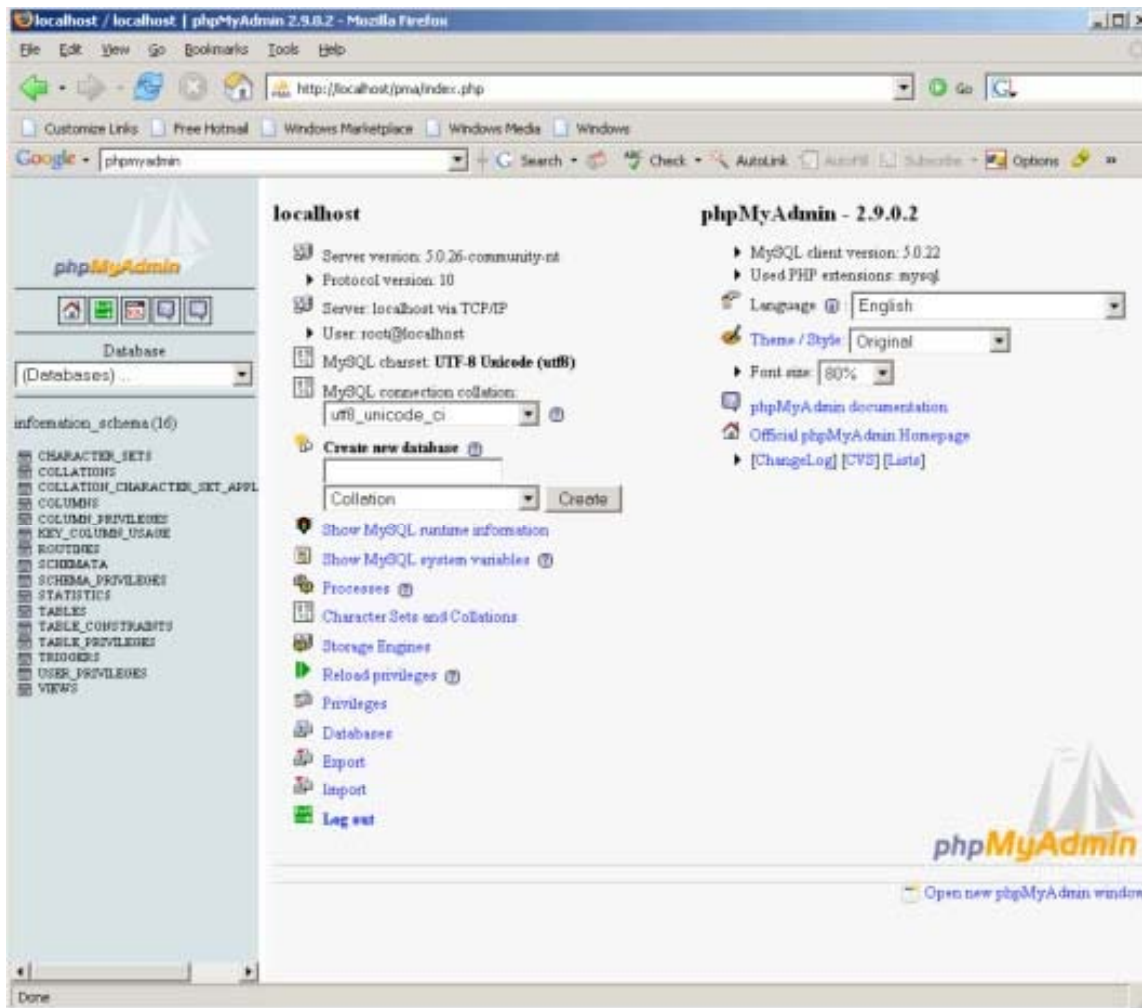 localhost / localhost | phpMyAdmin 2.9.0.2 - Mozilla Firefox
File Edit View Go Bookmarks Tools Help
http://localhost/pma/index.php
Go
Customize Links Free Hotmail Windows Marketplace Windows Media Windows
Google phpmyadmin Search Check AutoLink AutoFill Subscribe Options
phpMyAdmin
Database
(Databases) ...
information_schema (16)
CHARACTER_SETS
COLLATIONS
COLLATION_CHARACTER_SET_APPL
COLUMNS
COLUMN_PRIVILEGES
KEY_COLUMN_USAGE
ROUTINES
SCHEMATA
SCHEMA_PRIVILEGES
STATISTICS
TABLES
TABLE_CONSTRAINTS
TABLE_PRIVILEGES
TRIGGERS
USER_PRIVILEGES
VIEWS
localhost
Server version: 5.0.26-community-nt
Protocol version: 10
Server: localhost via TCP/IP
User: root@localhost
MySQL charset: UTF-8 Unicode (utf8)
MySQL connection collation:
utf8_unicode_ci
Create new database
Collation Create
Show MySQL runtime information
Show MySQL system variables
Processes
Character Sets and Collations
Storage Engines
Reload privileges
Privileges
Databases
Export
Import
Log out
phpMyAdmin - 2.9.0.2
MySQL client version: 5.0.22
Used PHP extensions: mysql
Language : English
Theme / Style: Original
Font size: 80%
phpMyAdmin documentation
Official phpMyAdmin Homepage
[ChangeLog] [CVS] [Lists]
phpMyAdmin
Open new phpMyAdmin window
Done